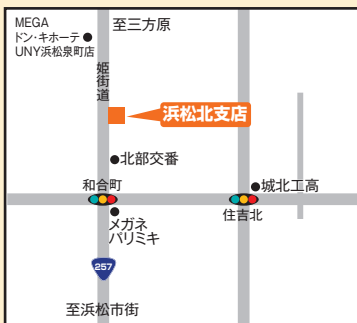 MEGA
ドン・キホーテ
UNY浜松泉町店
至三方原
姫街道
浜松北支店
北部交番
和合町
城北工高
住吉北
メガネ
パリミキ
257
至浜松市街